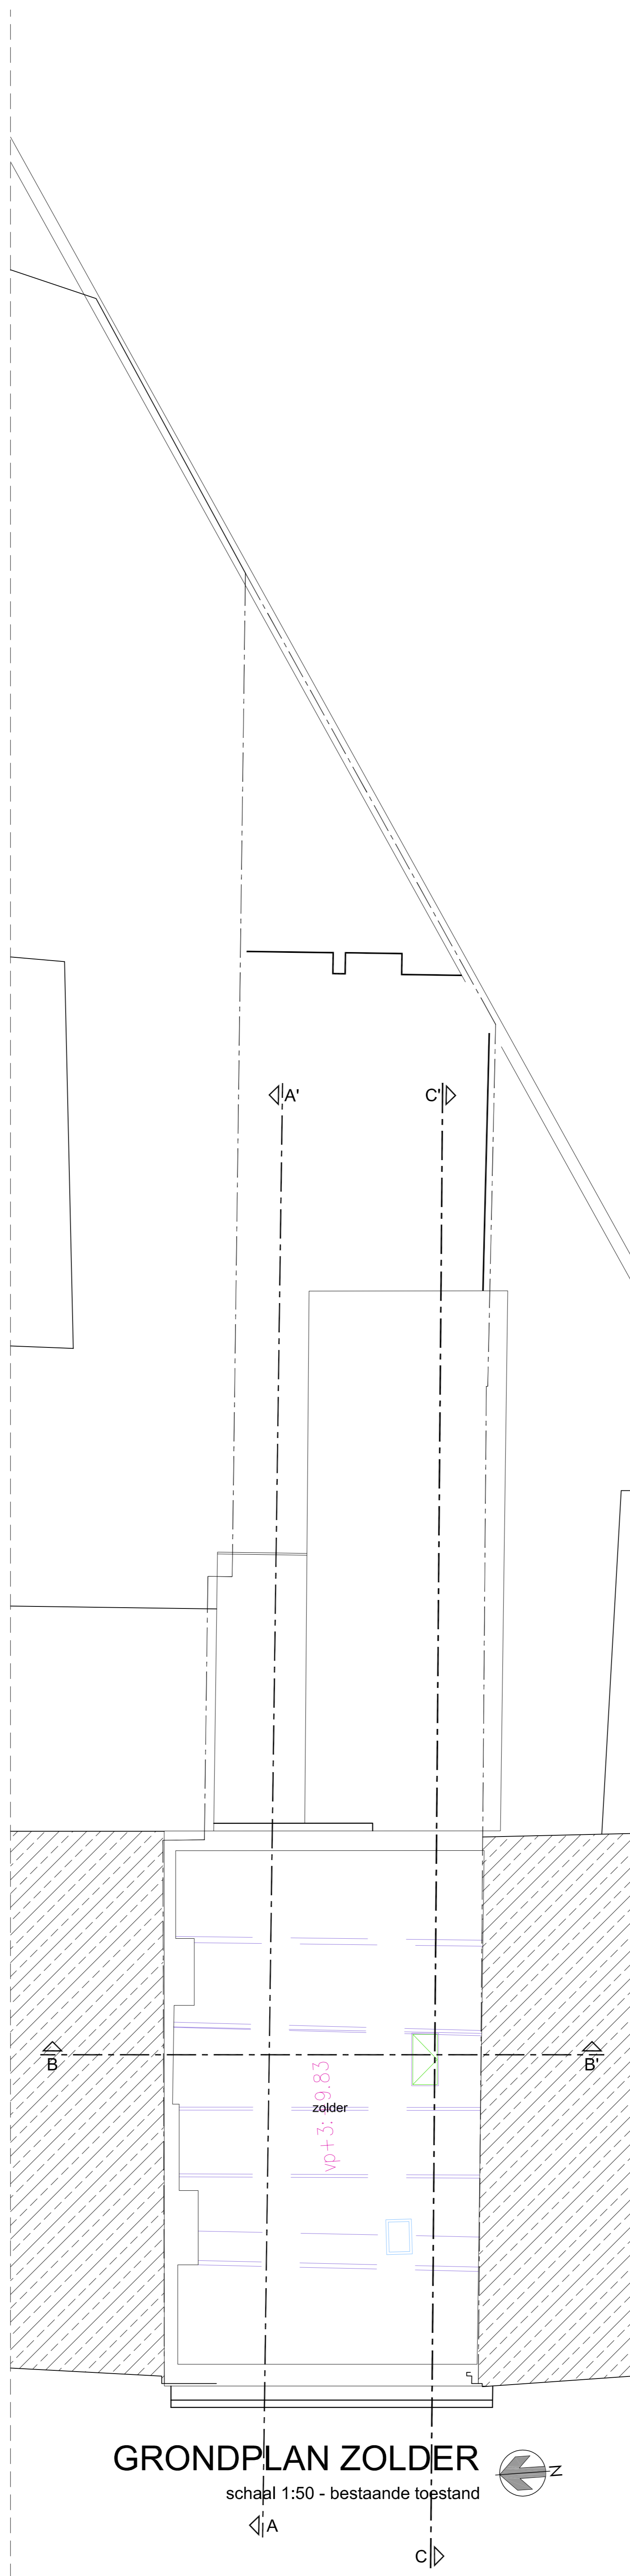 A'
C'
B
B'
vp+3: +9.83
zolder
GRONDPLAN ZOLDER
N
schaal 1:50 - bestaande toestand
A
C